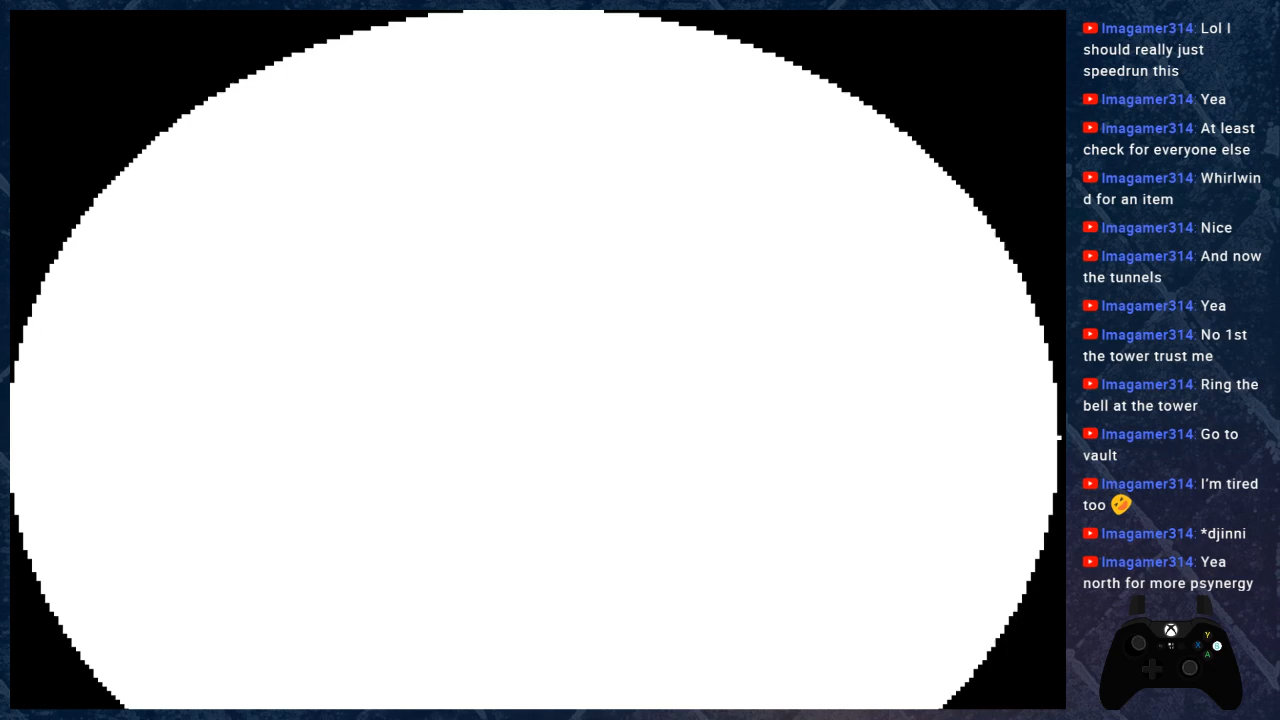 Imagamer314: Lol I
should really just
speedrun this
Imagamer314: Yea
Imagamer314: At least
check for everyone else
Imagamer314: Whirlwin
d for an item
Imagamer314: Nice
Imagamer314: And now
the tunnels
Imagamer314: Yea
Imagamer314: No 1st
the tower trust me
Imagamer314: Ring the
bell at the tower
Imagamer314: Go to
vault
Imagamer314: I'm tired
too
Imagamer314: *djinni
Imagamer314: Yea
north for more psynergy
Y
X
A